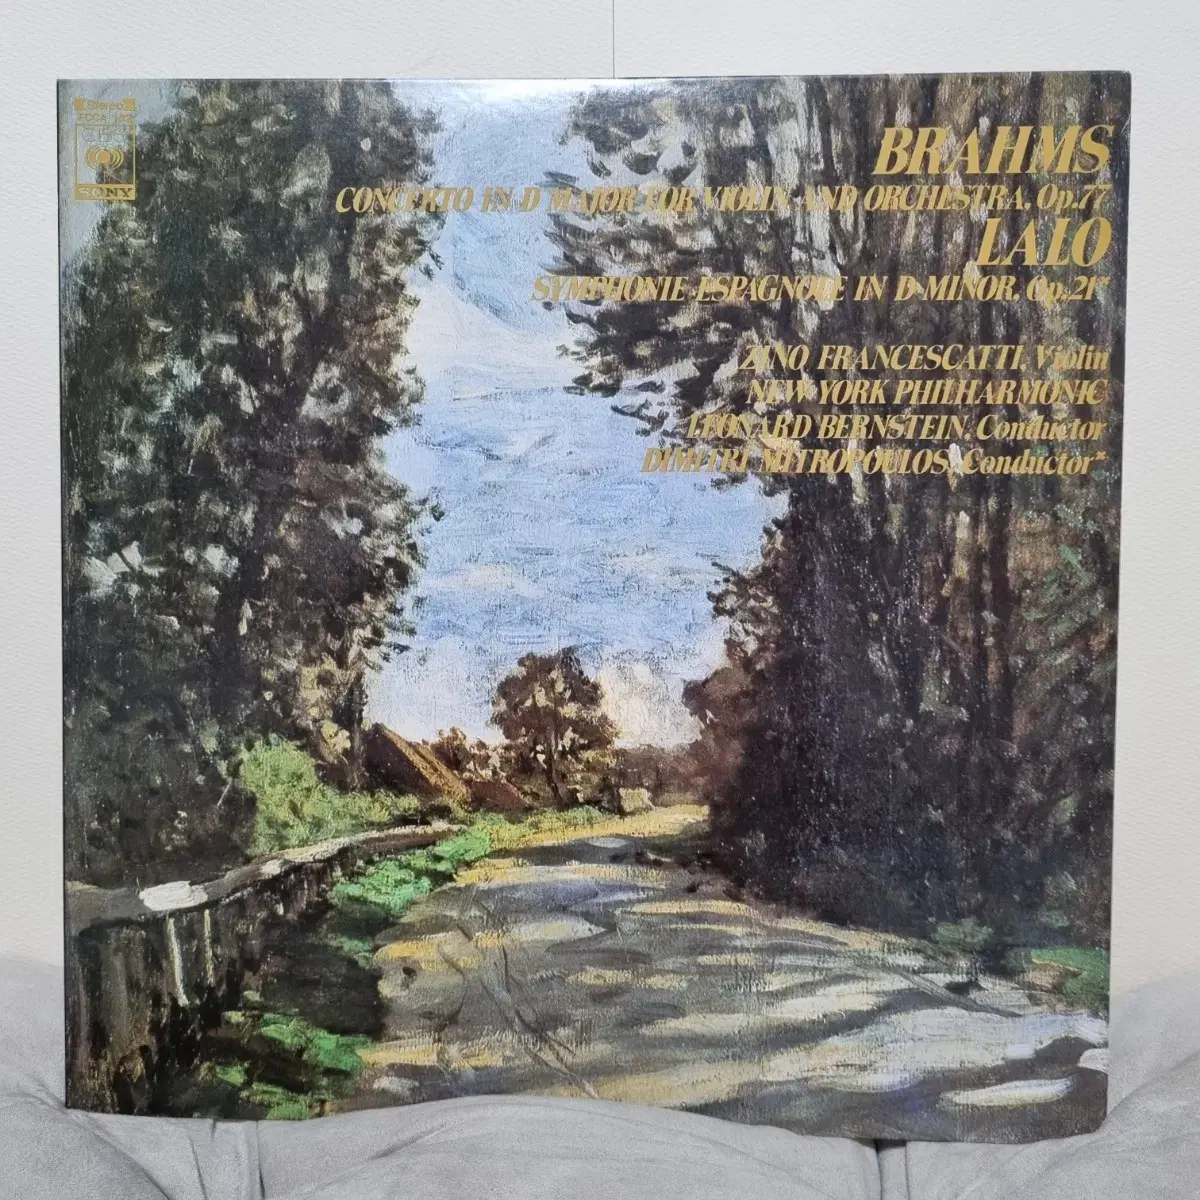 Stereo
SONY
BRAHMS
CONCERTO IN D MAJOR FOR VIOLIN AND ORCHESTRA, Op.77
LALO
SYMPHONIE ESPAGNOLE IN D MINOR, Op.21*
ZINO FRANCESCATTI, Violin
NEW YORK PHILHARMONIC
LEONARD BERNSTEIN, Conductor
DIMITRI MITROPOULOS, Conductor*